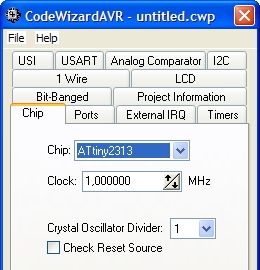 CodeWizardAVR - untitled.cwp
File Help
USI USART Analog Comparator I2C
1 Wire LCD
Bit-Banged Project Information
Chip Ports External IRQ Timers
Chip: ATtiny2313
Clock: 1,000000 MHz
Crystal Oscillator Divider: 1
Check Reset Source